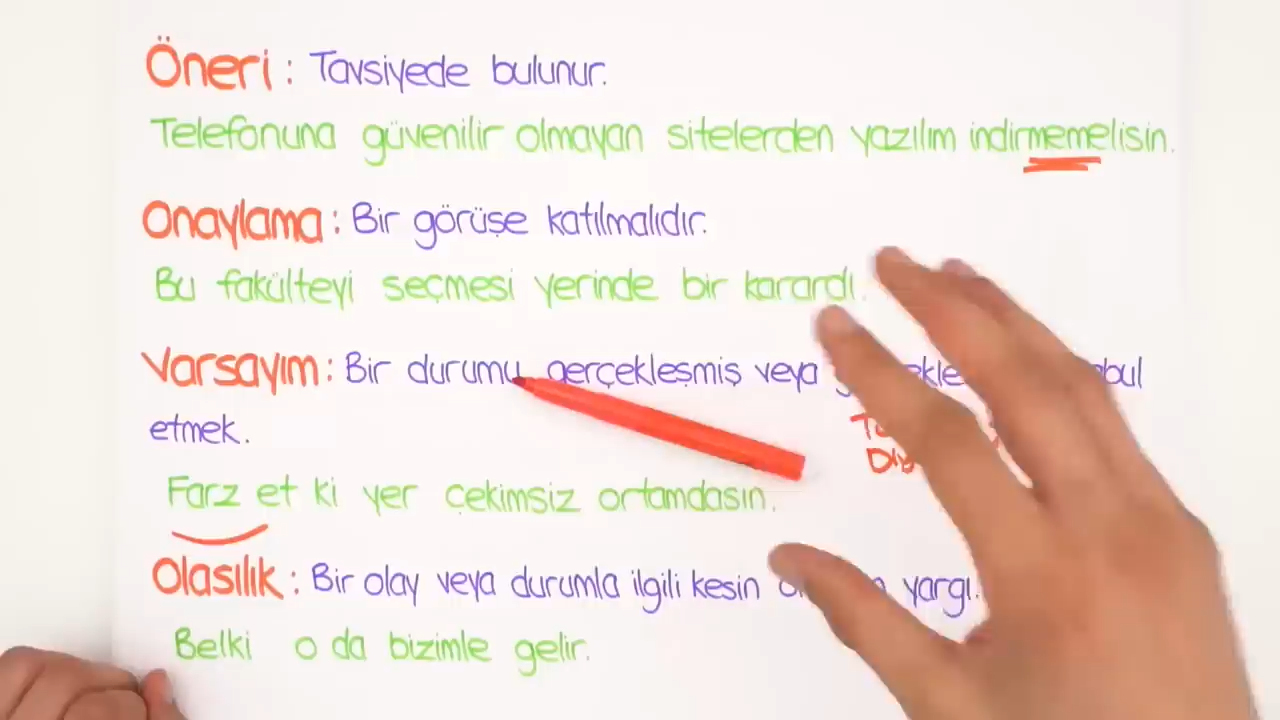 Öneri : Tavsiyede bulunur.
Telefonuna güvenilir olmayan sitelerden yazılım indirmemelisin.
Onaylama : Bir görüşe katılmalıdır.
Bu fakülteyi seçmesi yerinde bir karardı.
Varsayım : Bir durumu gerçekleşmiş veya
etmek.
Farz et ki yer çekimsiz ortamdasın.
Olasılık : Bir olay veya durumla ilgili kesin yargı.
Belki o da bizimle gelir.